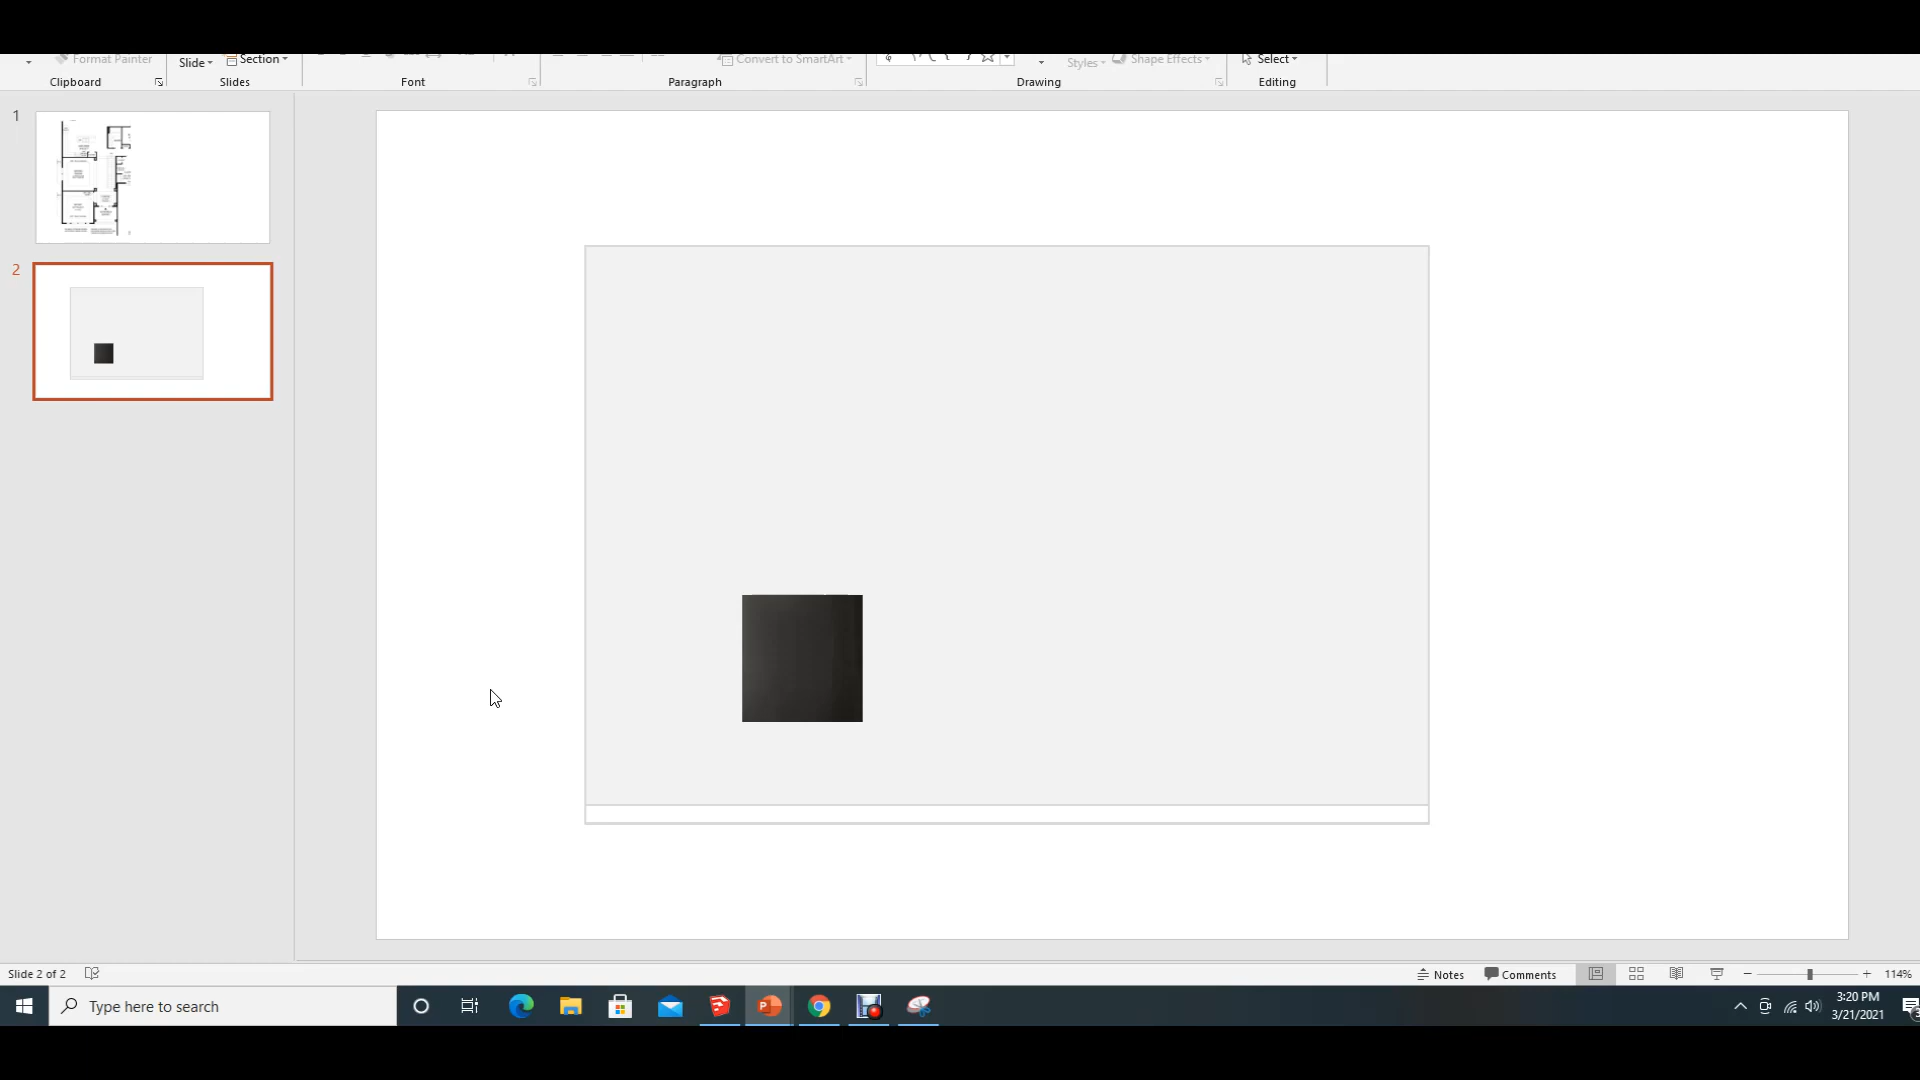 Format Painter
Slide
Section
Convert to SmartArt
Styles
Shape Effects
Select
Clipboard
Slides
Font
Paragraph
Drawing
Editing
1
2
Slide 2 of 2
Notes
Comments
114%
Type here to search
3:20 PM
3/21/2021